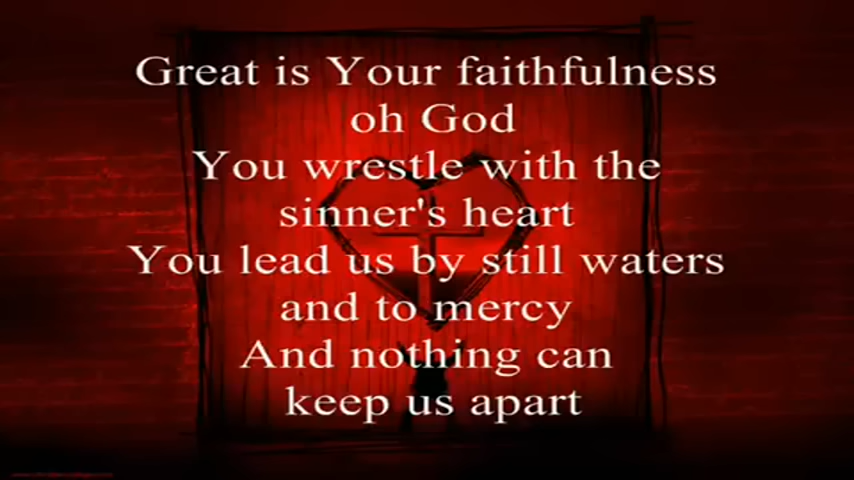 Great is Your faithfulness
oh God
You wrestle with the
sinner's heart
You lead us by still waters
and to mercy
And nothing can
keep us apart